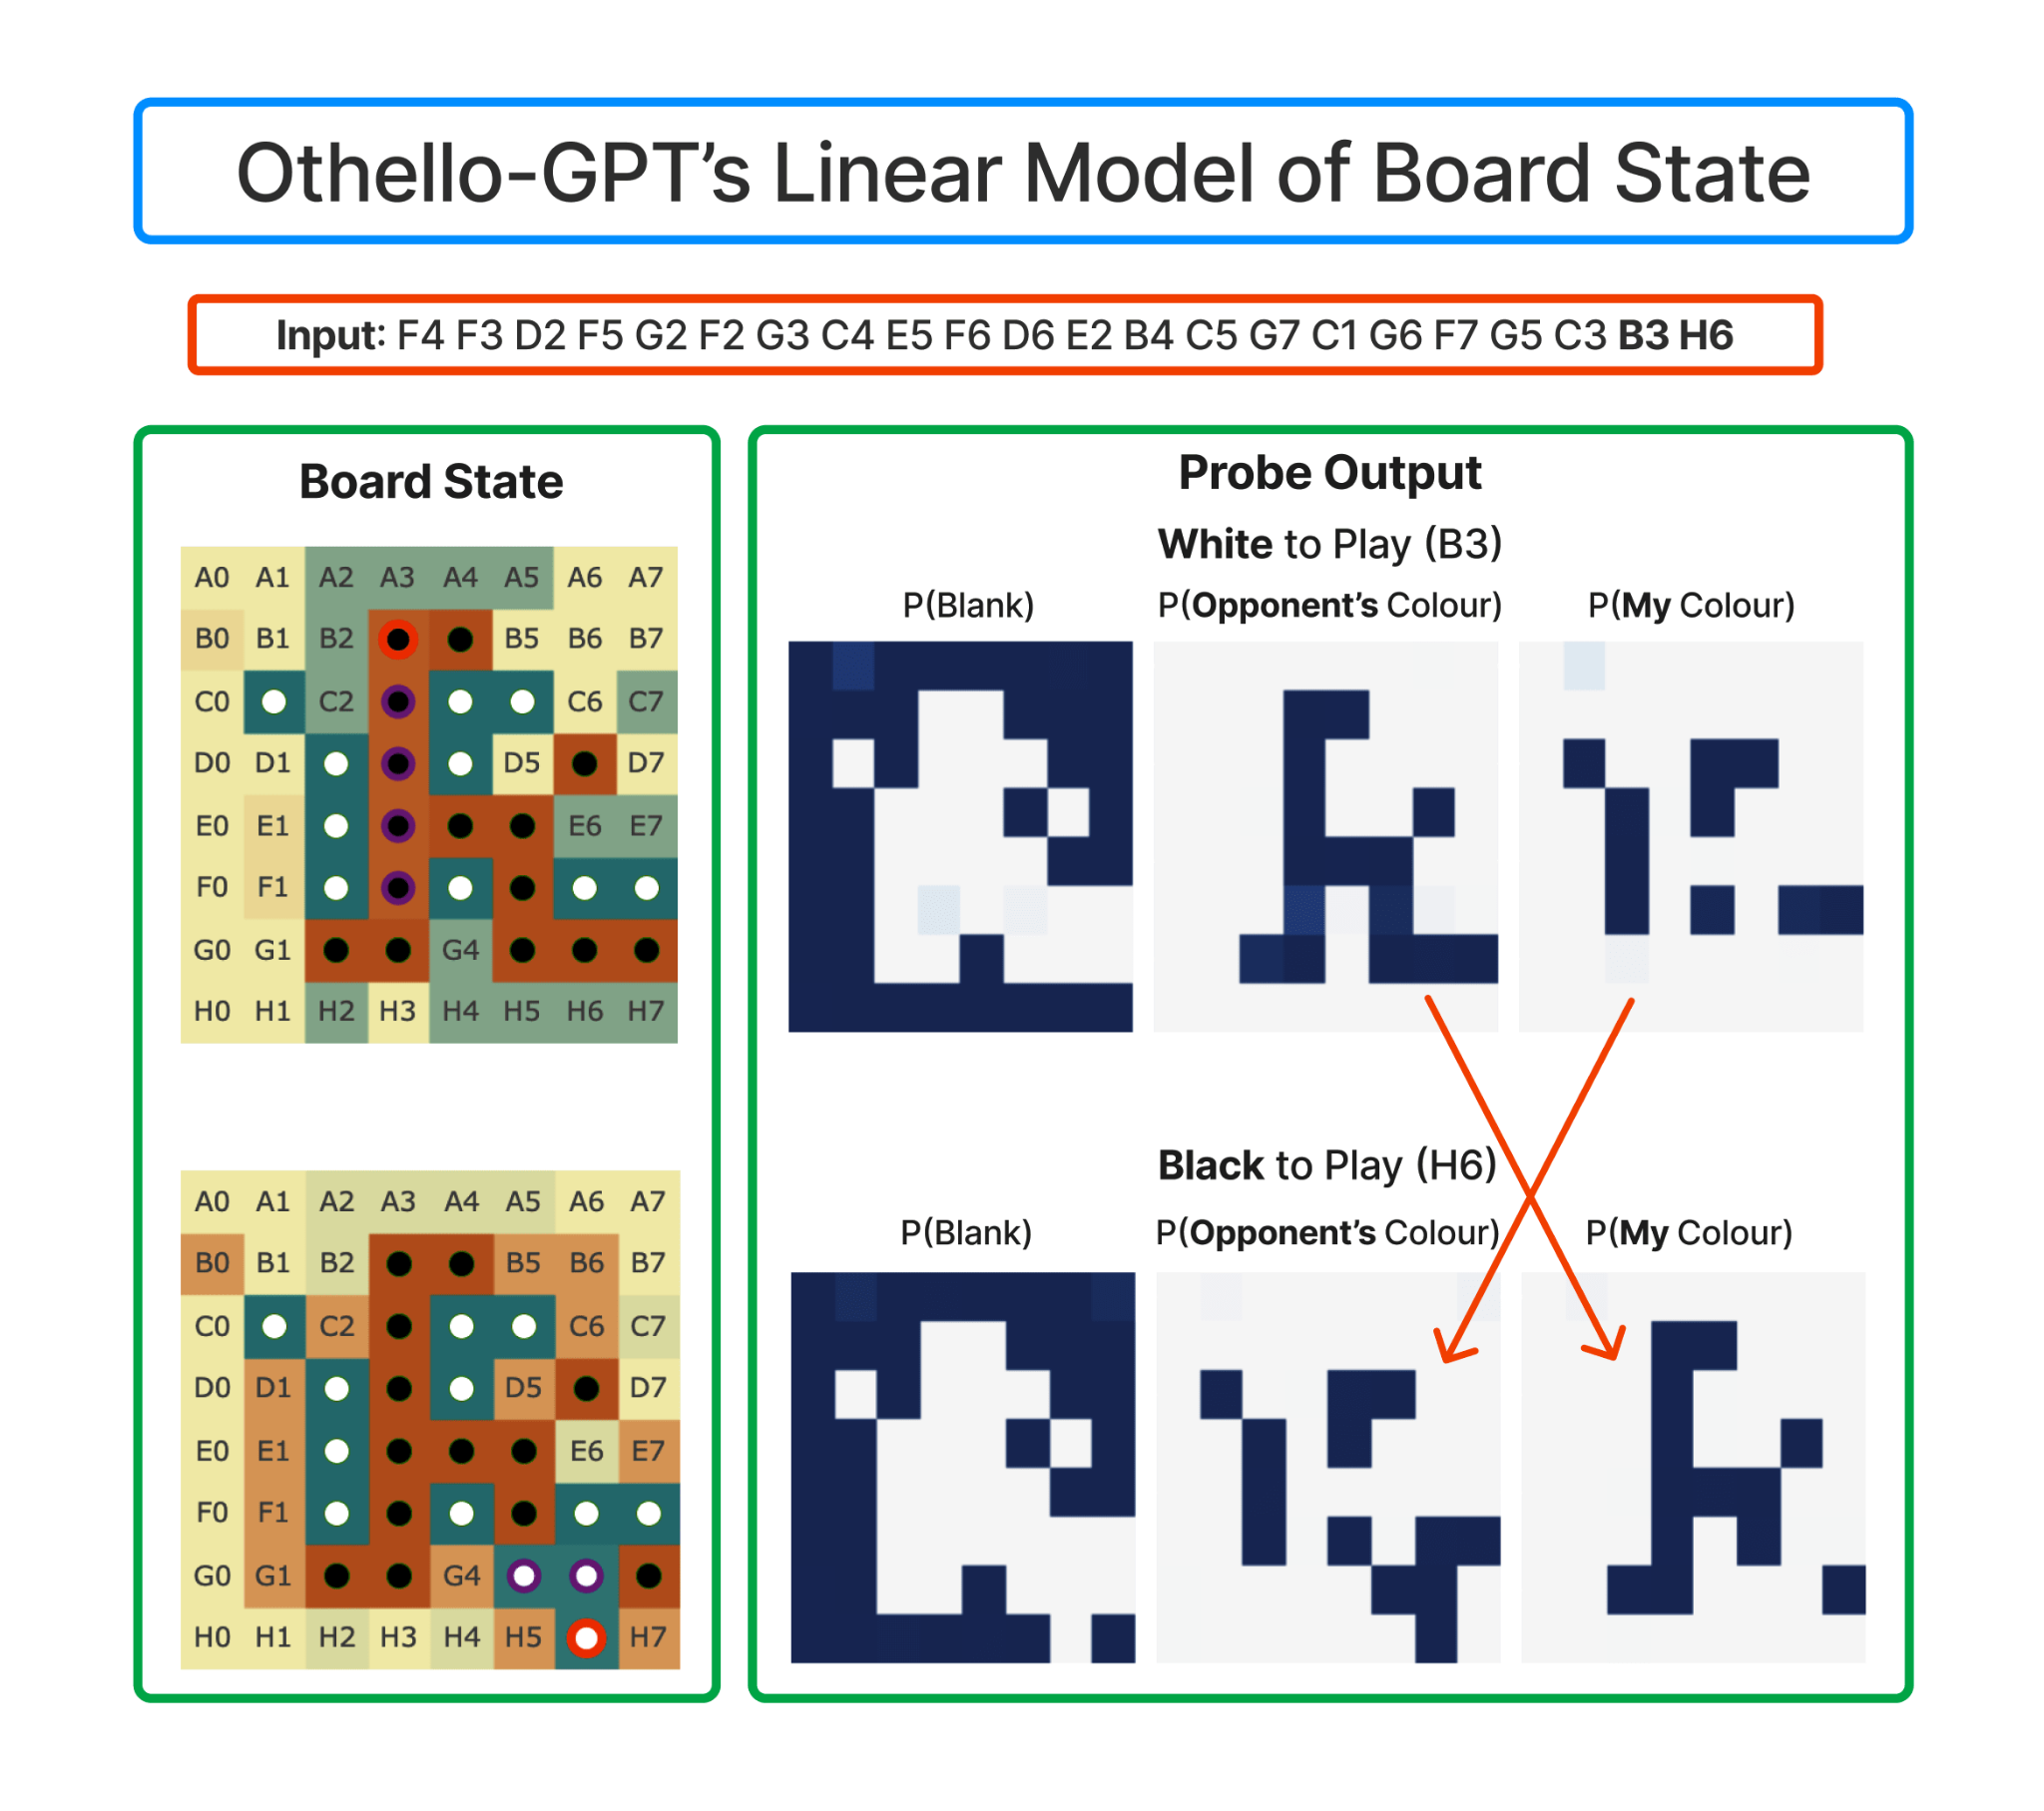 Othello-GPT’s Linear Model of Board State
Input: F4 F3 D2 F5 G2 F2 G3 C4 E5 F6 D6 E2 B4 C5 G7 C1 G6 F7 G5 C3 B3 H6
Board State
A0 A1 A2 A3 A4 A5 A6 A7
B0 B1 B2 B5 B6 B7
C0 C2 C6 C7
D0 D1 D5 D7
E0 E1 E6 E7
F0 F1
G0 G1 G4
H0 H1 H2 H3 H4 H5 H6 H7
A0 A1 A2 A3 A4 A5 A6 A7
B0 B1 B2 B5 B6 B7
C0 C2 C6 C7
D0 D1 D5 D7
E0 E1 E6 E7
F0 F1
G0 G1 G4
H0 H1 H2 H3 H4 H5 H7
Probe Output
White to Play (B3)
P(Blank) P(Opponent’s Colour) P(My Colour)
Black to Play (H6)
P(Blank) P(Opponent’s Colour) P(My Colour)